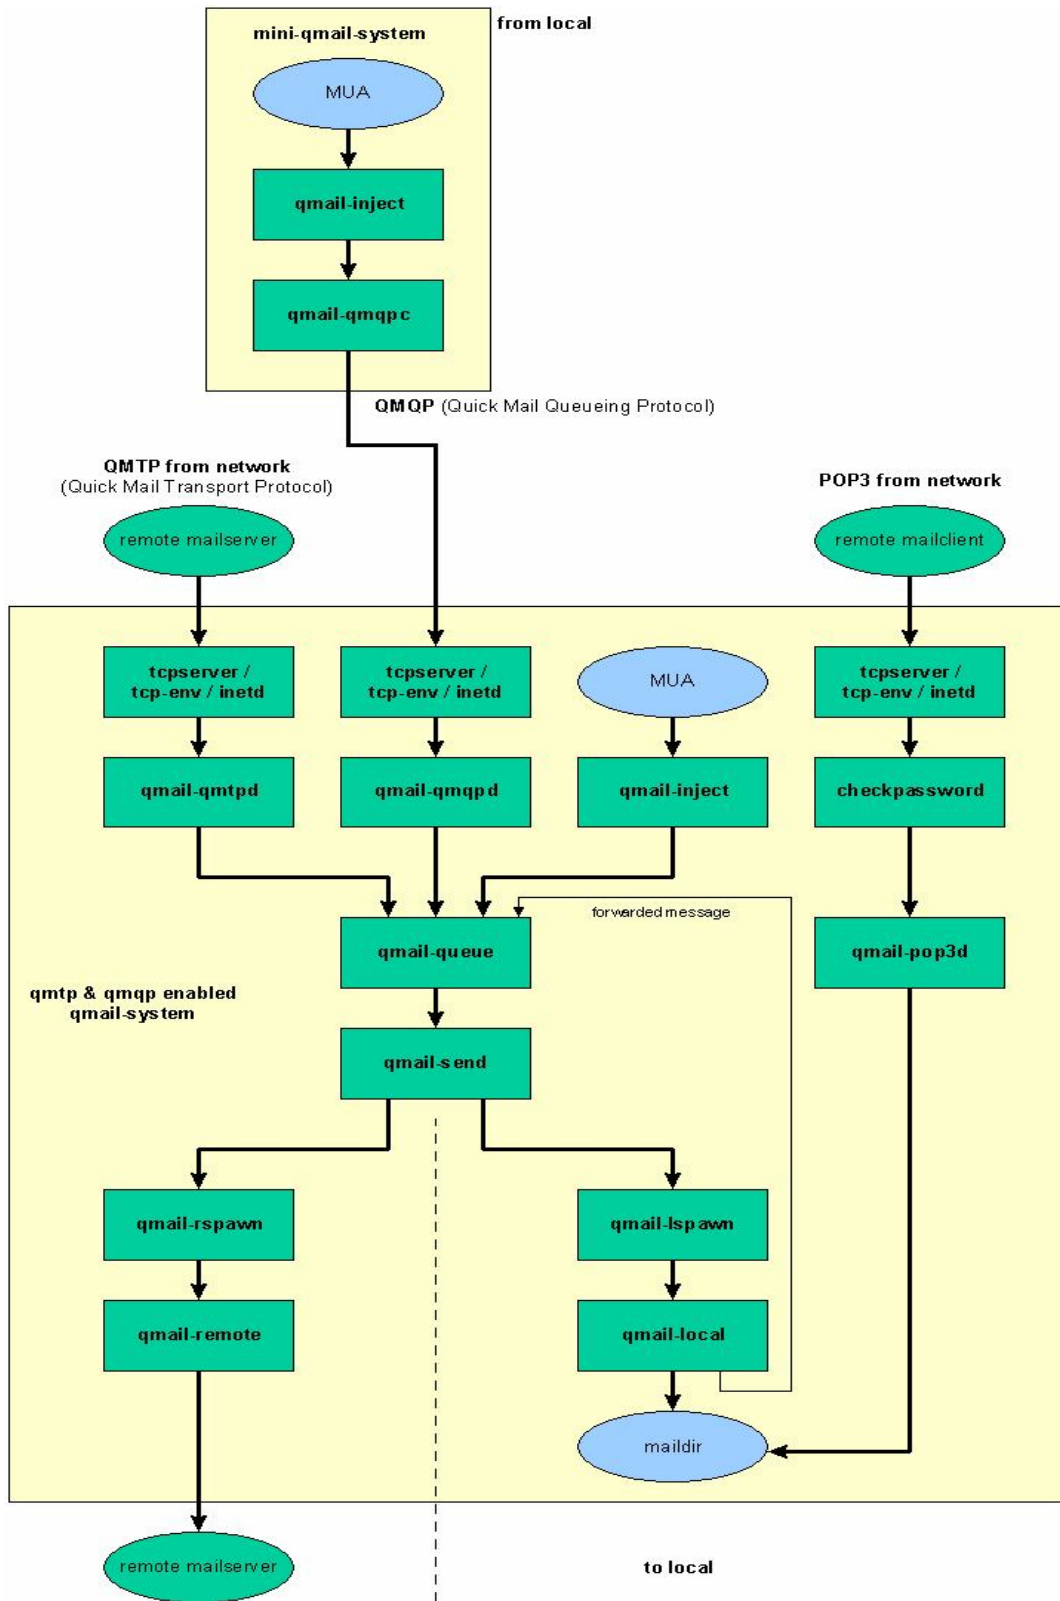 from local
mini-qmail-system
MUA
qmail-inject
qmail-qmqpc
QMQP (Quick Mail Queueing Protocol)
QMTP from network
(Quick Mail Transport Protocol)
POP3 from network
remote mailserver
remote mailclient
tcpserver /
tcp-env / inetd
tcpserver /
tcp-env / inetd
MUA
tcpserver /
tcp-env / inetd
qmail-qmtpd
qmail-qmqpd
qmail-inject
checkpassword
forwarded message
qmail-queue
qmail-pop3d
qmtp & qmqp enabled
qmail-system
qmail-send
qmail-rspawn
qmail-lspawn
qmail-remote
qmail-local
maildir
remote mailserver
to local